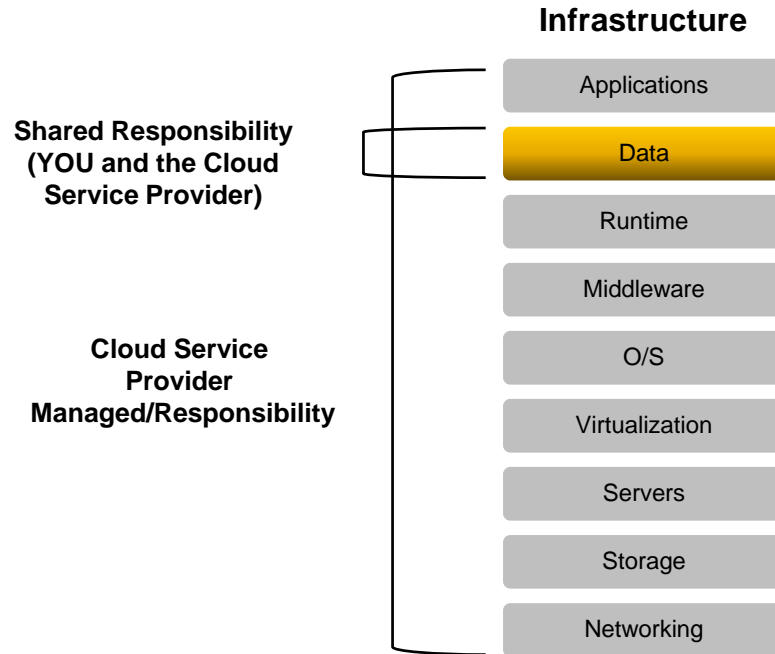 Infrastructure
Applications
Shared Responsibility
(YOU and the Cloud
Service Provider)
Data
Runtime
Middleware
Cloud Service
Provider
Managed/Responsibility
O/S
Virtualization
Servers
Storage
Networking